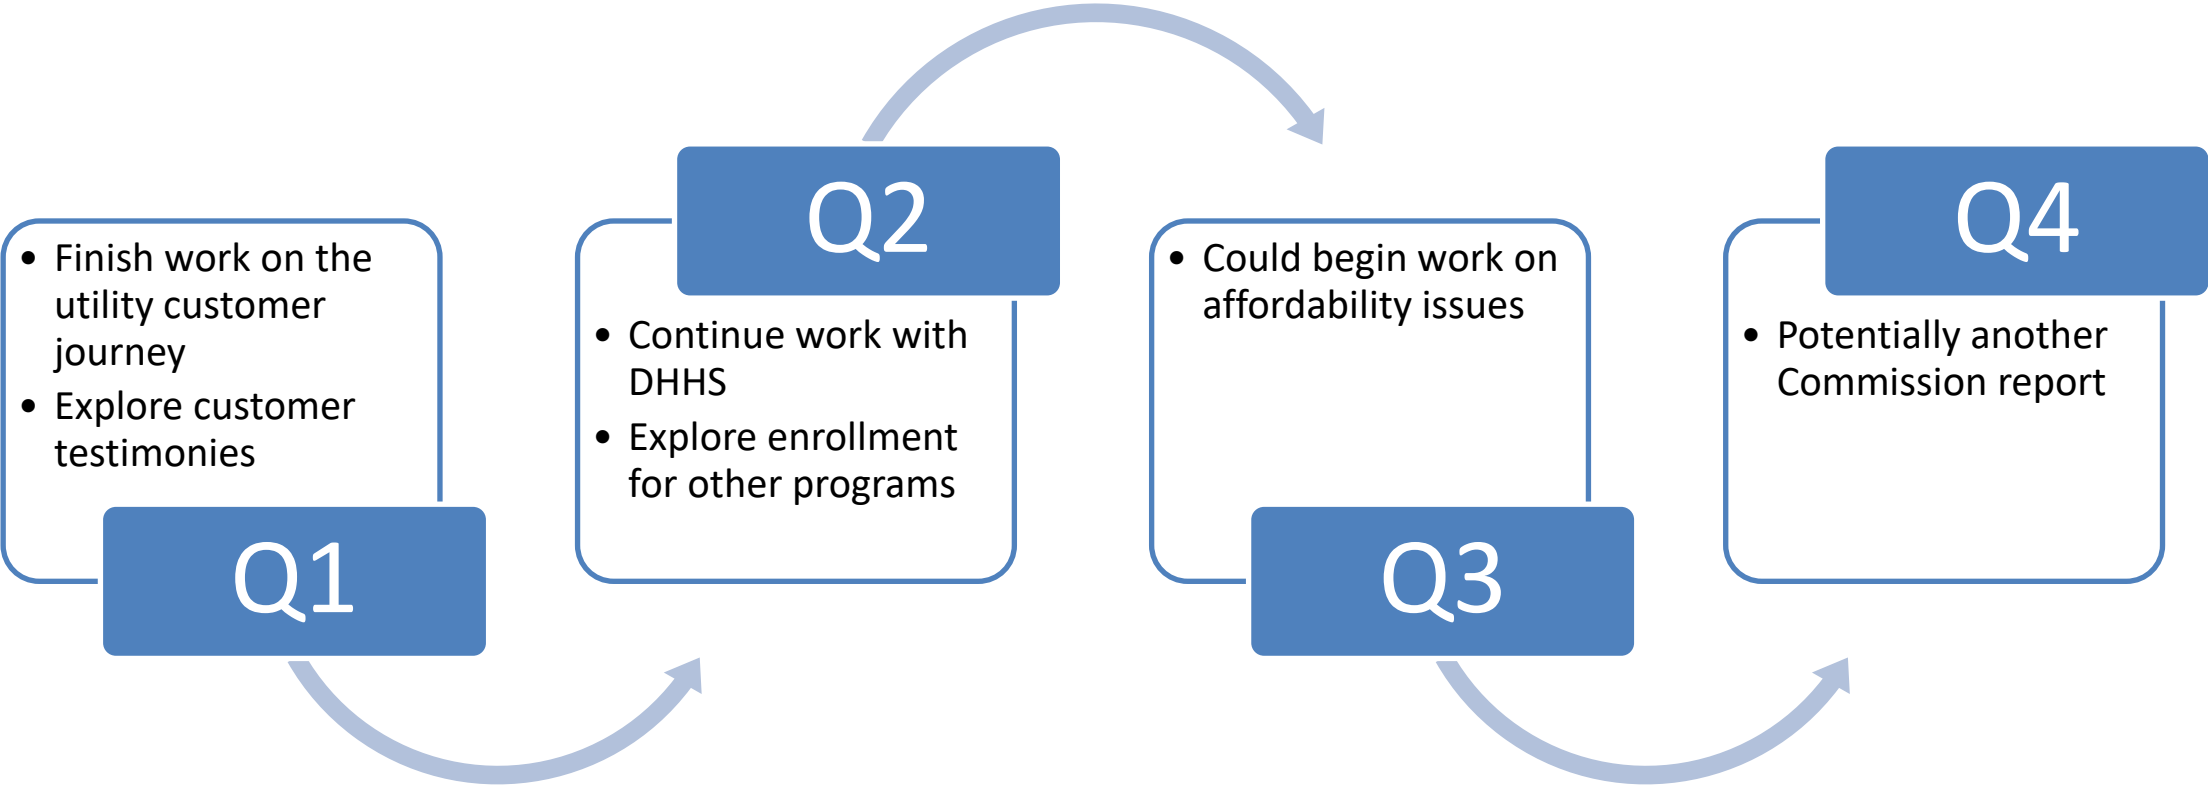 • Finish work on the
utility customer
journey
• Explore customer
testimonies
Q1
Q2
• Continue work with
DHHS
• Explore enrollment
for other programs
• Could begin work on
affordability issues
Q3
Q4
• Potentially another
Commission report